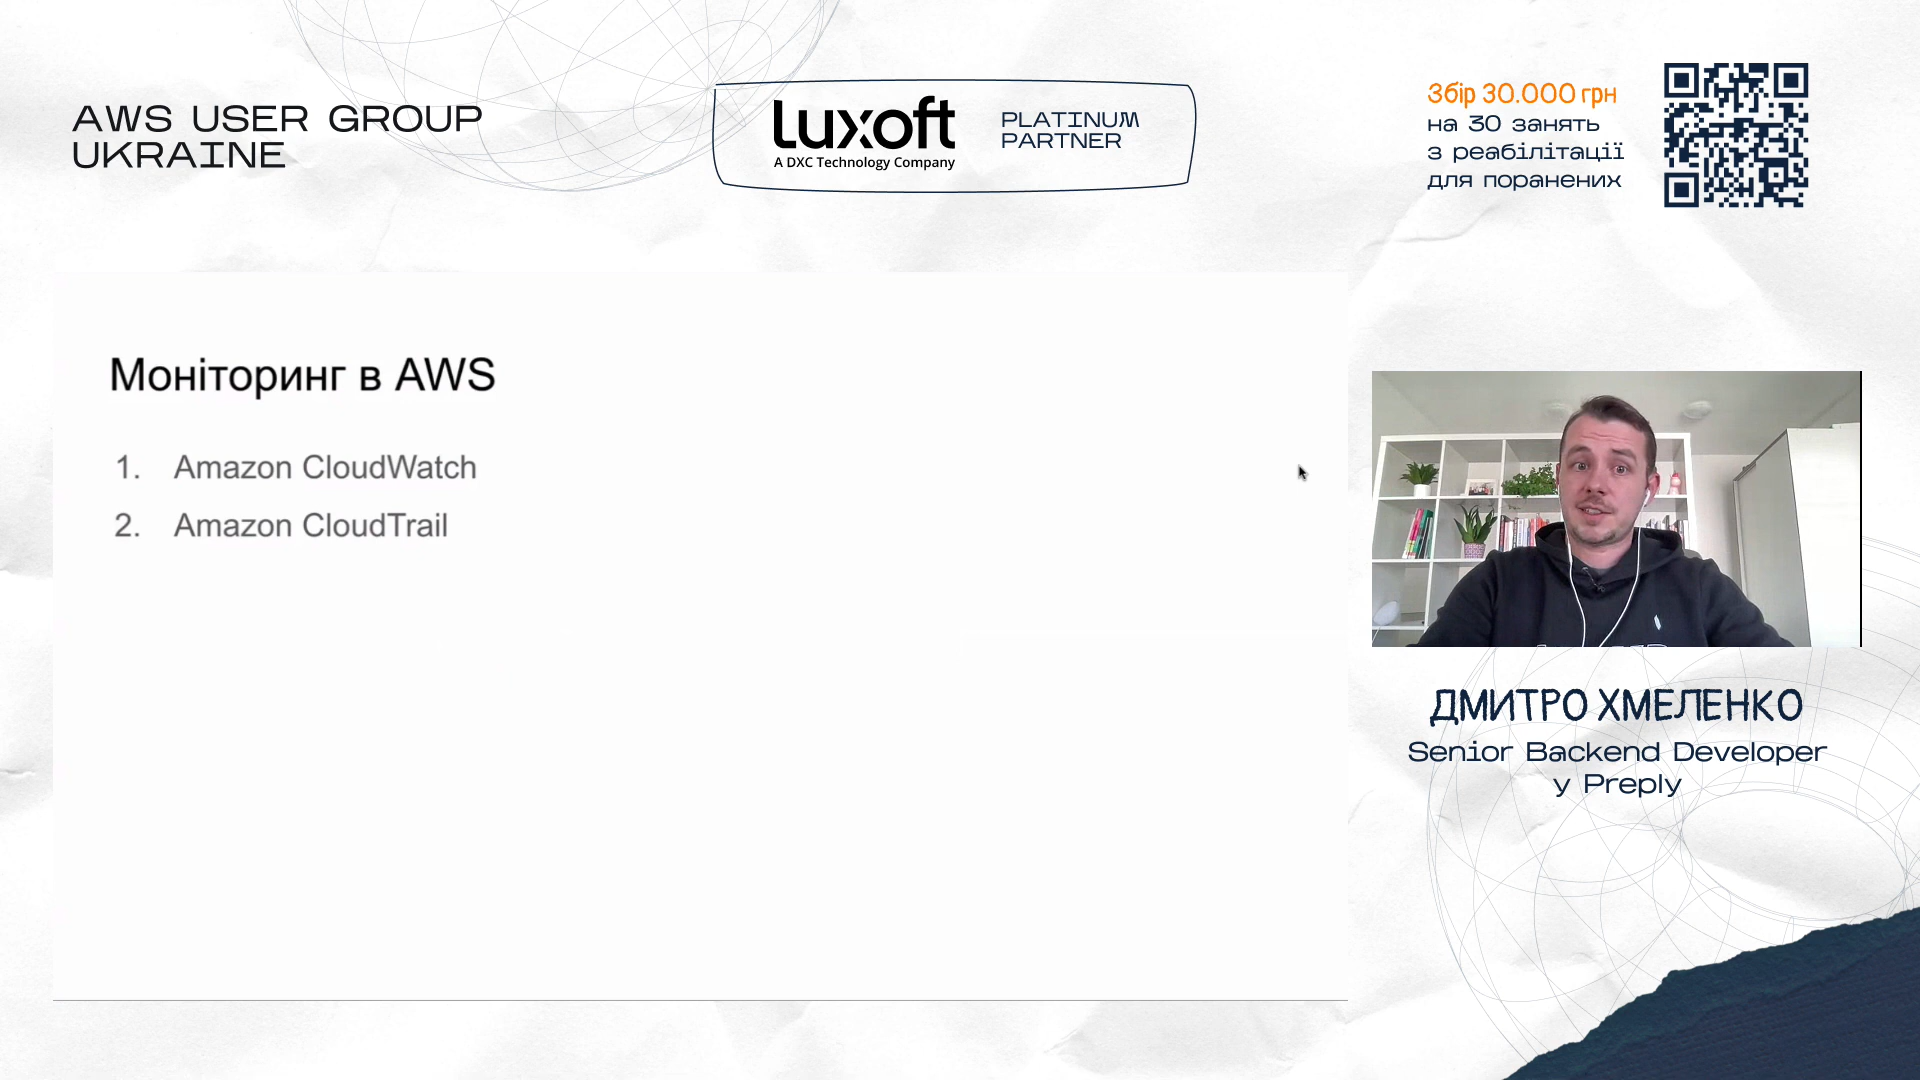 AWS USER GROUP
UKRAINE
Luxoft
A DXC Technology Company
PLATINUM
PARTNER
Збір 30.000 грн
на 30 занять
з реабілітації
для поранених
Моніторинг в AWS
1. Amazon CloudWatch
2. Amazon CloudTrail
ДМИТРО ХМЕЛЕНКО
Senior Backend Developer
у Preply